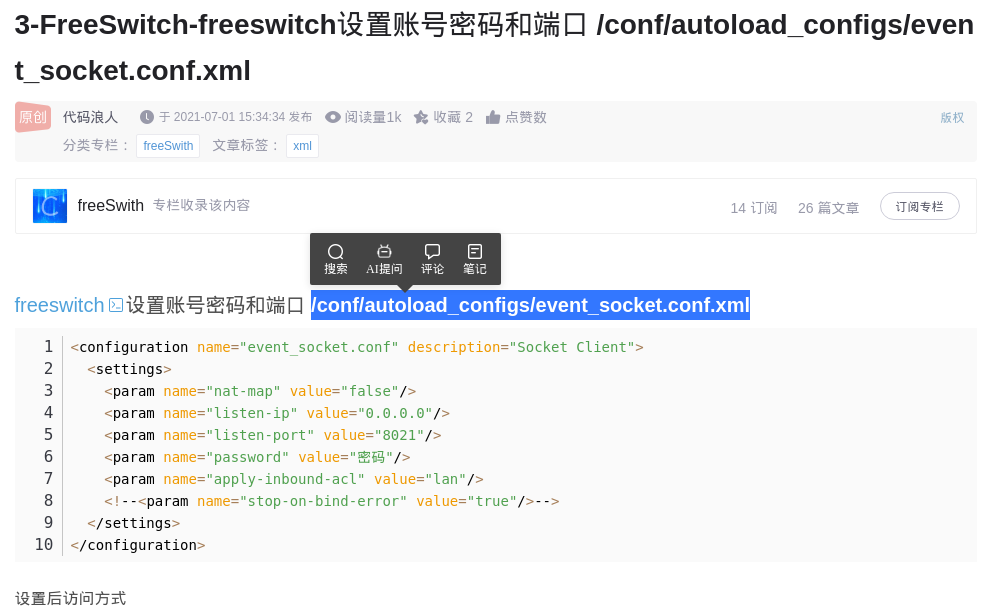 3-FreeSwitch-freeswitch设置账号密码和端口 /conf/autoload_configs/even
t_socket.conf.xml
原创 代码浪人 于 2021-07-01 15:34:34 发布 阅读量1k 收藏 2 点赞数 版权
分类专栏： freeSwith 文章标签： xml
freeSwith 专栏收录该内容 14 订阅 26 篇文章 订阅专栏
搜索 AI提问 评论 笔记
freeswitch 设置账号密码和端口 /conf/autoload_configs/event_socket.conf.xml
1 <configuration name="event_socket.conf" description="Socket Client">
2   <settings>
3     <param name="nat-map" value="false"/>
4     <param name="listen-ip" value="0.0.0.0"/>
5     <param name="listen-port" value="8021"/>
6     <param name="password" value="密码"/>
7     <param name="apply-inbound-acl" value="lan"/>
8     <!--<param name="stop-on-bind-error" value="true"/>-->
9   </settings>
10 </configuration>
设置后访问方式